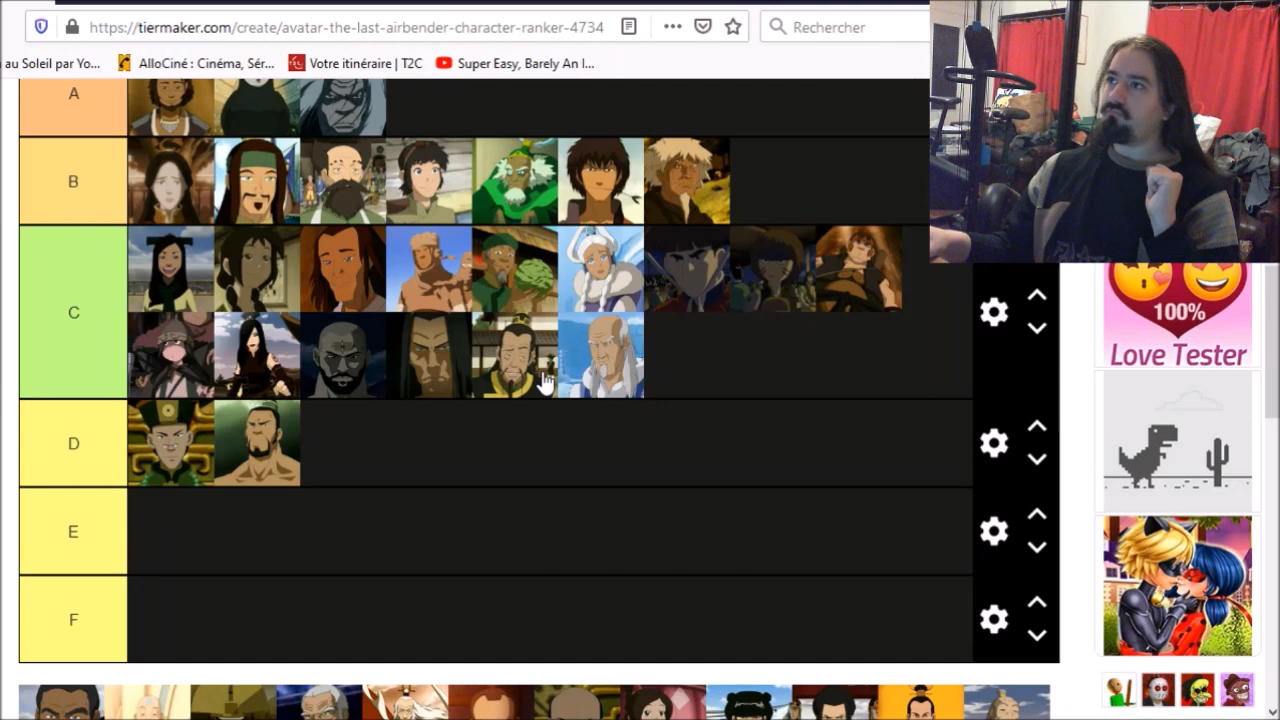 https://tiermaker.com/create/avatar-the-last-airbender-character-ranker-4734
Rechercher
au Soleil par Yo...
AlloCiné : Cinéma, Sér...
Votre itinéraire | T2C
Super Easy, Barely An I...
A
B
C
D
E
F
100%
Love Tester